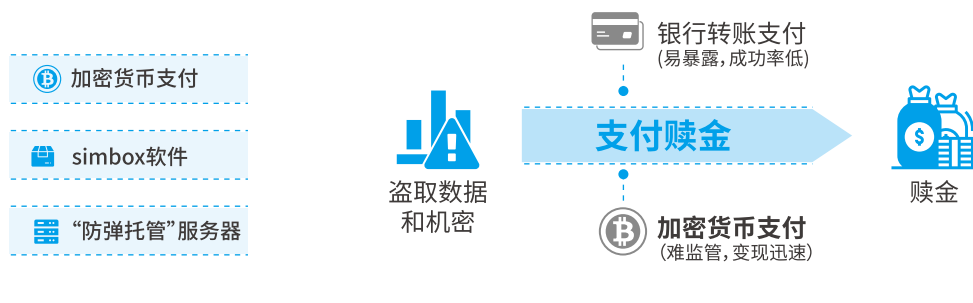 加密货币支付
simbox软件
“防弹托管”服务器
盗取数据
和机密
银行转账支付
(易暴露，成功率低)
支付赎金
加密货币支付
(难监管，变现迅速)
赎金